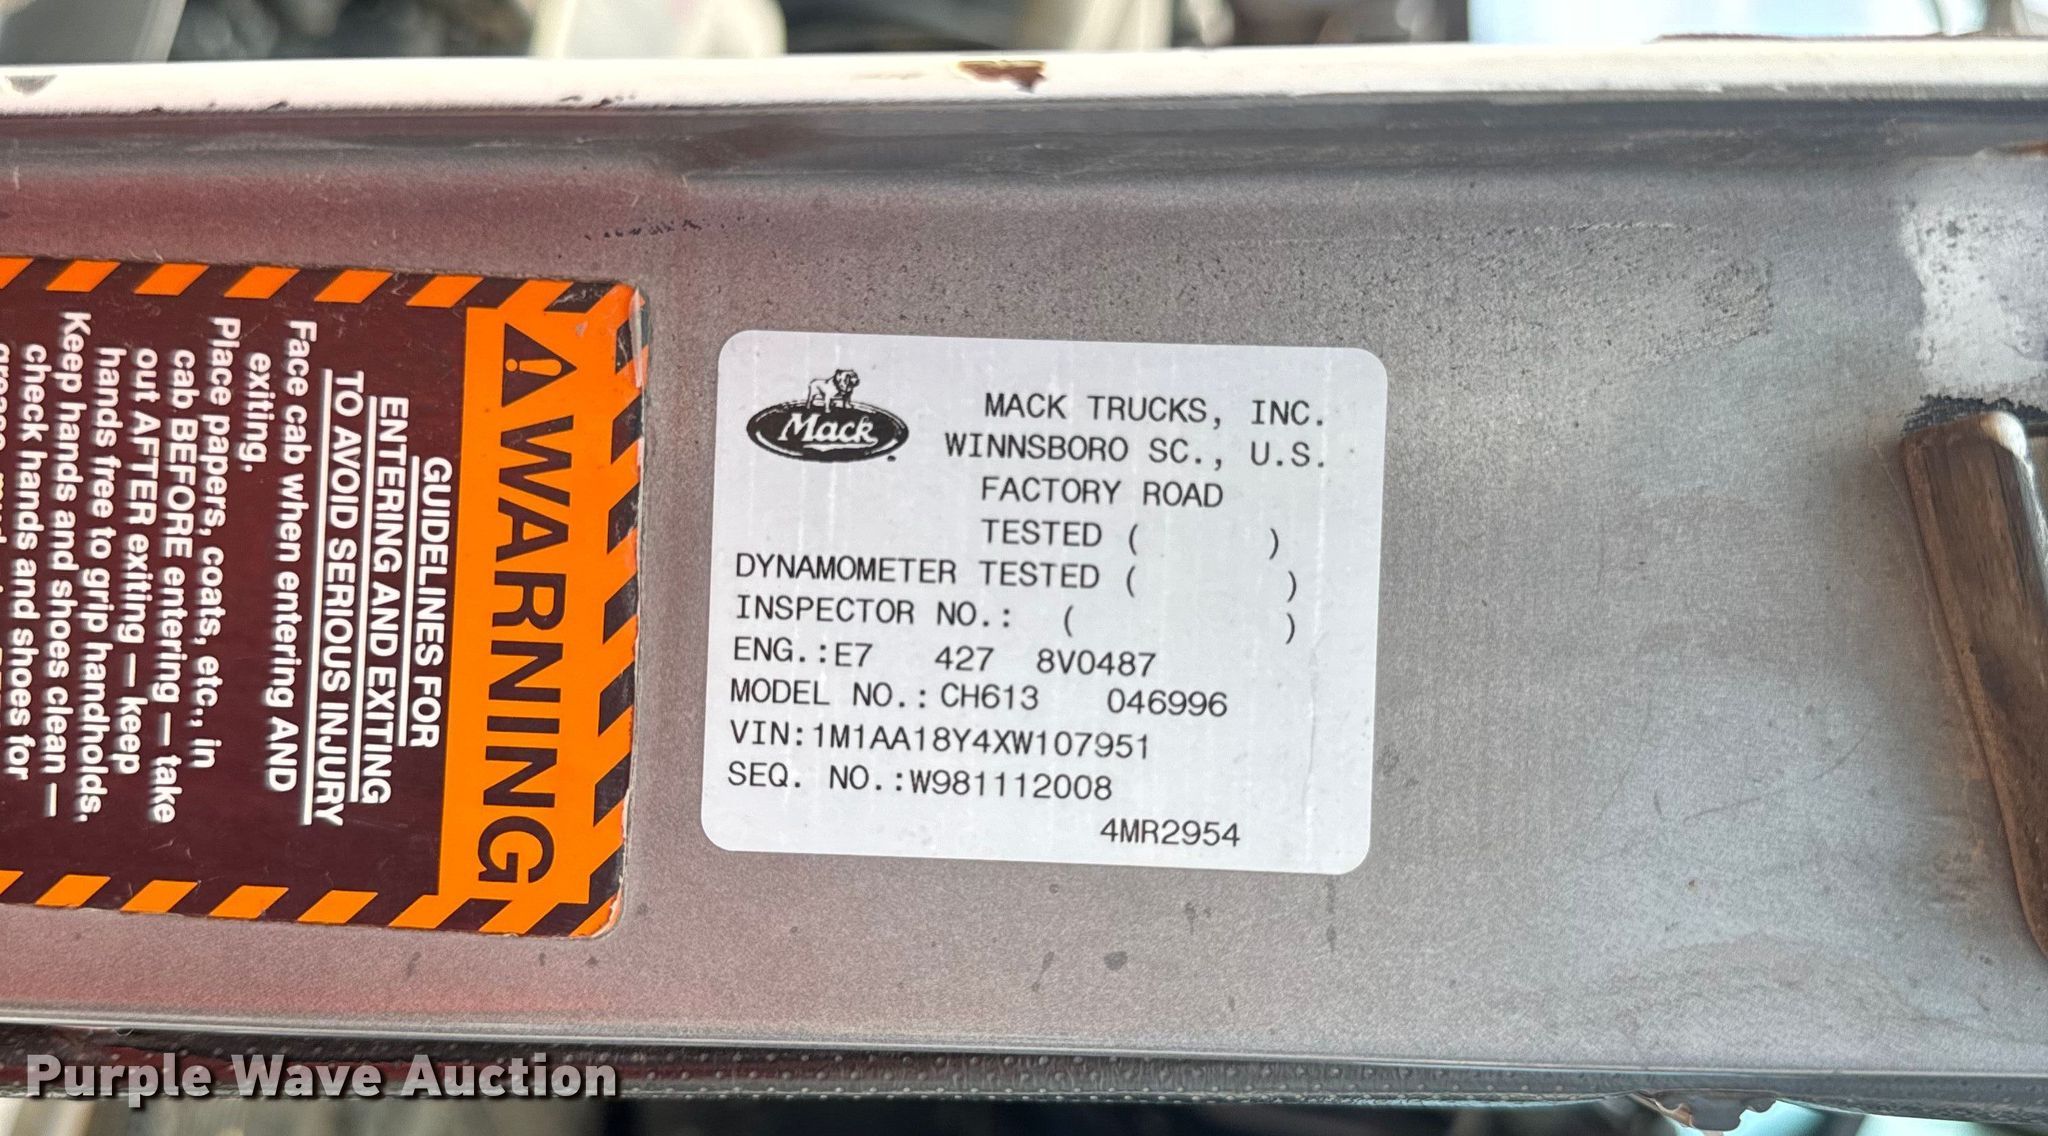 WARNING
GUIDELINES FOR
ENTERING AND EXITING
TO AVOID SERIOUS INJURY
Face cab when entering AND
exiting.
Place papers, coats, etc., in
cab BEFORE entering — take
out AFTER exiting — keep
hands free to grip handholds.
Keep hands and shoes clean —
check hands and shoes for
Mack
MACK TRUCKS, INC.
WINNSBORO SC., U.S.
FACTORY ROAD
TESTED ( )
DYNAMOMETER TESTED ( )
INSPECTOR NO.: ( )
ENG.:E7 427 8V0487
MODEL NO.: CH613 046996
VIN:1M1AA18Y4XW107951
SEQ. NO.:W981112008
4MR2954
Purple Wave Auction